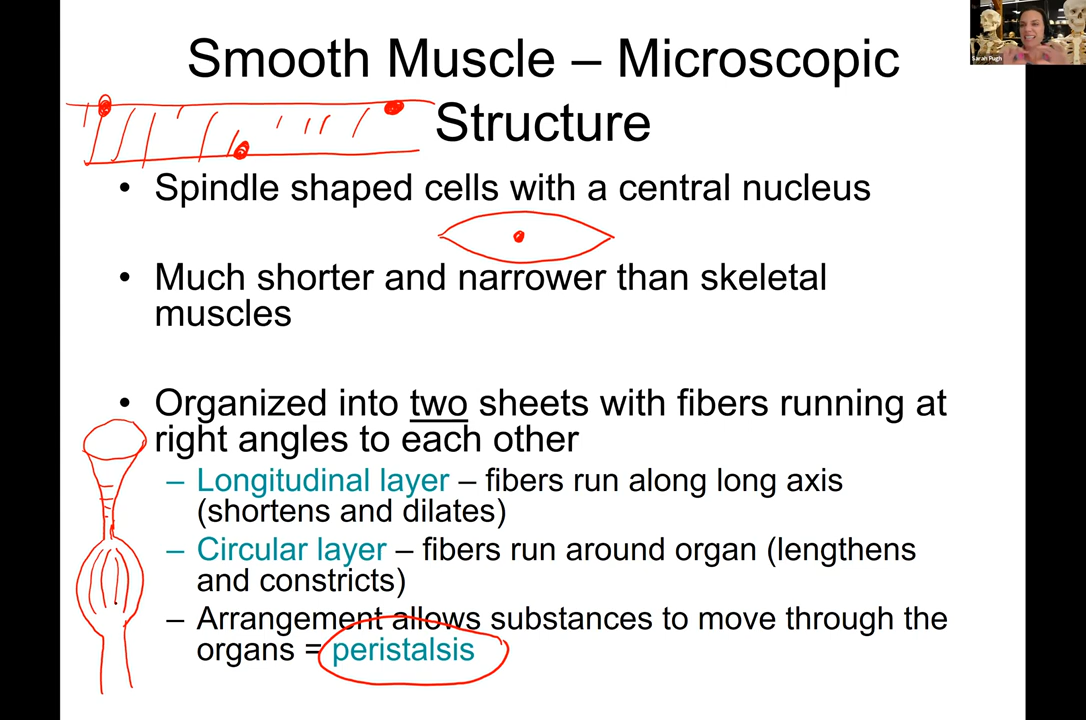 Smooth Muscle – Microscopic
Structure
Sarah Pugh
• Spindle shaped cells with a central nucleus
• Much shorter and narrower than skeletal
muscles
• Organized into two sheets with fibers running at
right angles to each other
– Longitudinal layer – fibers run along long axis
(shortens and dilates)
– Circular layer – fibers run around organ (lengthens
and constricts)
– Arrangement allows substances to move through the
organs = peristalsis